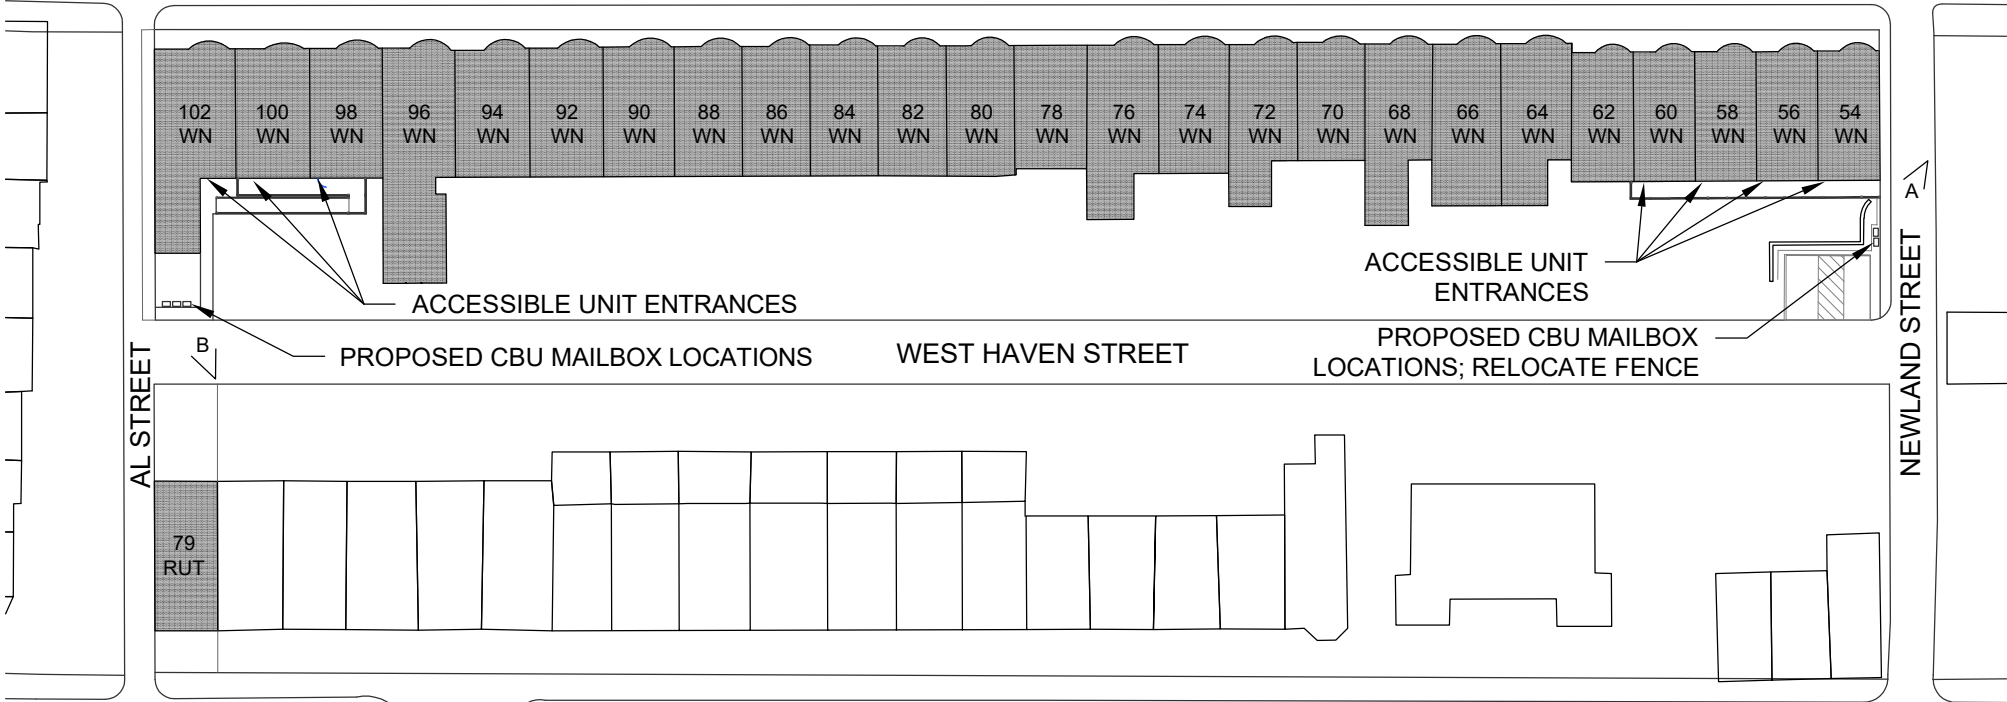 102
WN
100
WN
98
WN
96
WN
94
WN
92
WN
90
WN
88
WN
86
WN
84
WN
82
WN
80
WN
78
WN
76
WN
74
WN
72
WN
70
WN
68
WN
66
WN
64
WN
62
WN
60
WN
58
WN
56
WN
54
WN
A
ACCESSIBLE UNIT ENTRANCES
ACCESSIBLE UNIT
ENTRANCES
B
PROPOSED CBU MAILBOX LOCATIONS
WEST HAVEN STREET
PROPOSED CBU MAILBOX
LOCATIONS; RELOCATE FENCE
AL STREET
NEWLAND STREET
79
RUT